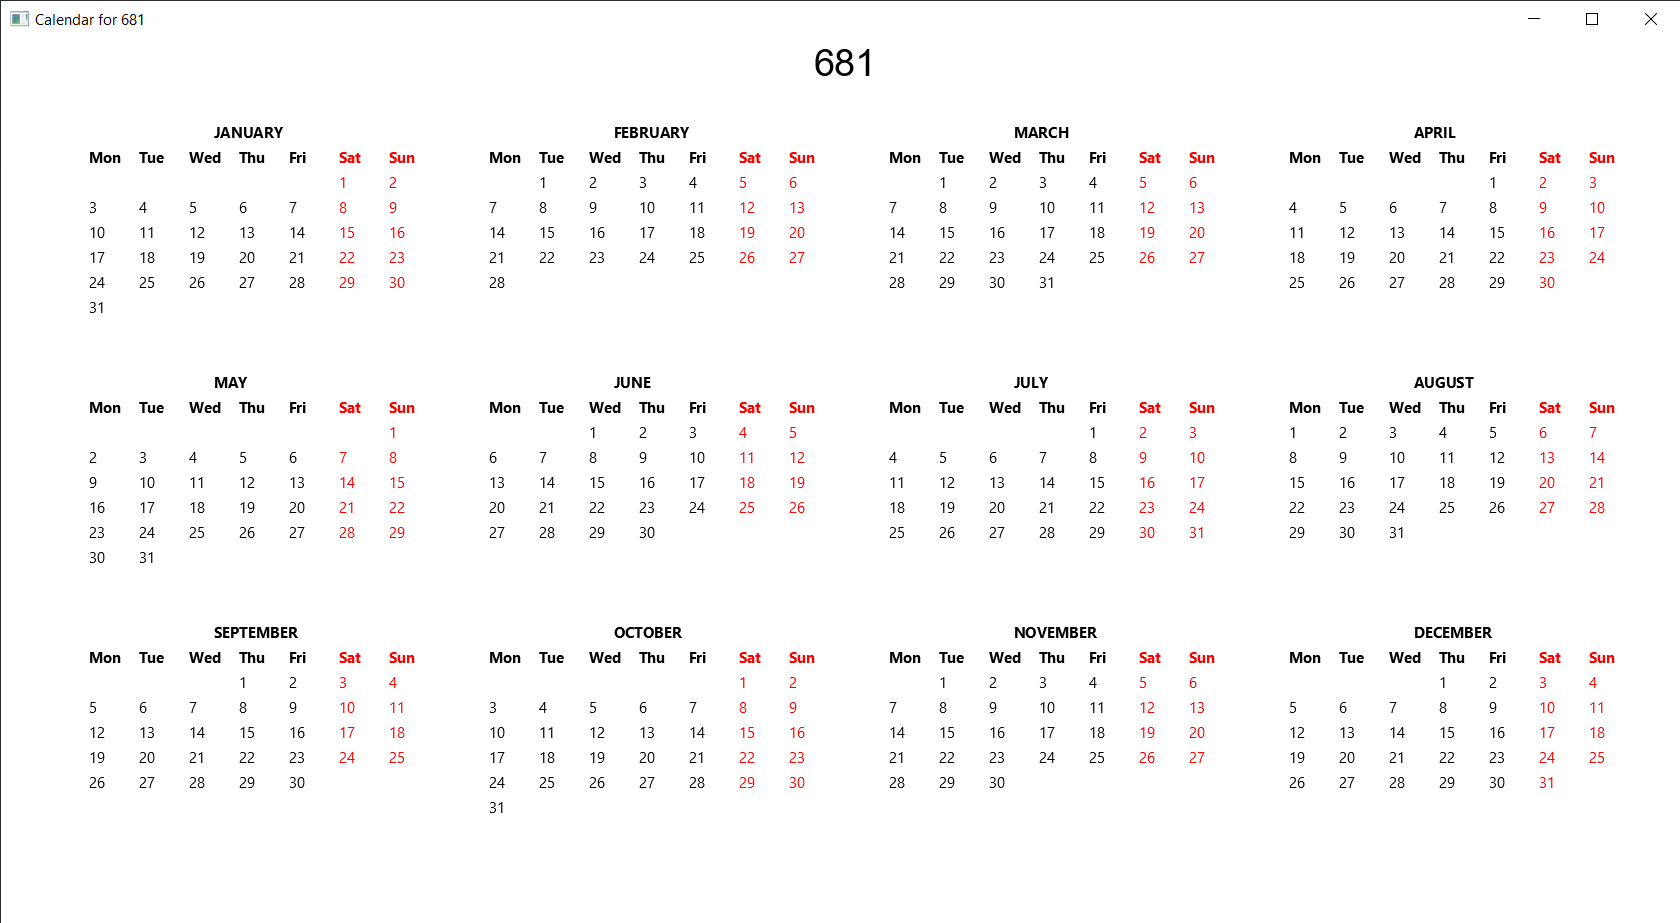 Calendar for 681
681
JANUARY FEBRUARY MARCH APRIL
Mon Tue Wed Thu Fri Sat Sun Mon Tue Wed Thu Fri Sat Sun Mon Tue Wed Thu Fri Sat Sun Mon Tue Wed Thu Fri Sat Sun
1 2 1 2 3 4 5 6 1 2 3 4 5 6 1 2 3
3 4 5 6 7 8 9 7 8 9 10 11 12 13 7 8 9 10 11 12 13 4 5 6 7 8 9 10
10 11 12 13 14 15 16 14 15 16 17 18 19 20 14 15 16 17 18 19 20 11 12 13 14 15 16 17
17 18 19 20 21 22 23 21 22 23 24 25 26 27 21 22 23 24 25 26 27 18 19 20 21 22 23 24
24 25 26 27 28 29 30 28 28 29 30 31 25 26 27 28 29 30
31
MAY JUNE JULY AUGUST
Mon Tue Wed Thu Fri Sat Sun Mon Tue Wed Thu Fri Sat Sun Mon Tue Wed Thu Fri Sat Sun Mon Tue Wed Thu Fri Sat Sun
1 1 2 3 4 5 1 2 3 1 2 3 4 5 6 7
2 3 4 5 6 7 8 6 7 8 9 10 11 12 4 5 6 7 8 9 10 8 9 10 11 12 13 14
9 10 11 12 13 14 15 13 14 15 16 17 18 19 11 12 13 14 15 16 17 15 16 17 18 19 20 21
16 17 18 19 20 21 22 20 21 22 23 24 25 26 18 19 20 21 22 23 24 22 23 24 25 26 27 28
23 24 25 26 27 28 29 27 28 29 30 25 26 27 28 29 30 31 29 30 31
30 31
SEPTEMBER OCTOBER NOVEMBER DECEMBER
Mon Tue Wed Thu Fri Sat Sun Mon Tue Wed Thu Fri Sat Sun Mon Tue Wed Thu Fri Sat Sun Mon Tue Wed Thu Fri Sat Sun
1 2 3 4 1 2 1 2 3 4 5 6 1 2 3 4
5 6 7 8 9 10 11 3 4 5 6 7 8 9 7 8 9 10 11 12 13 5 6 7 8 9 10 11
12 13 14 15 16 17 18 10 11 12 13 14 15 16 14 15 16 17 18 19 20 12 13 14 15 16 17 18
19 20 21 22 23 24 25 17 18 19 20 21 22 23 21 22 23 24 25 26 27 19 20 21 22 23 24 25
26 27 28 29 30 24 25 26 27 28 29 30 28 29 30 26 27 28 29 30 31
31